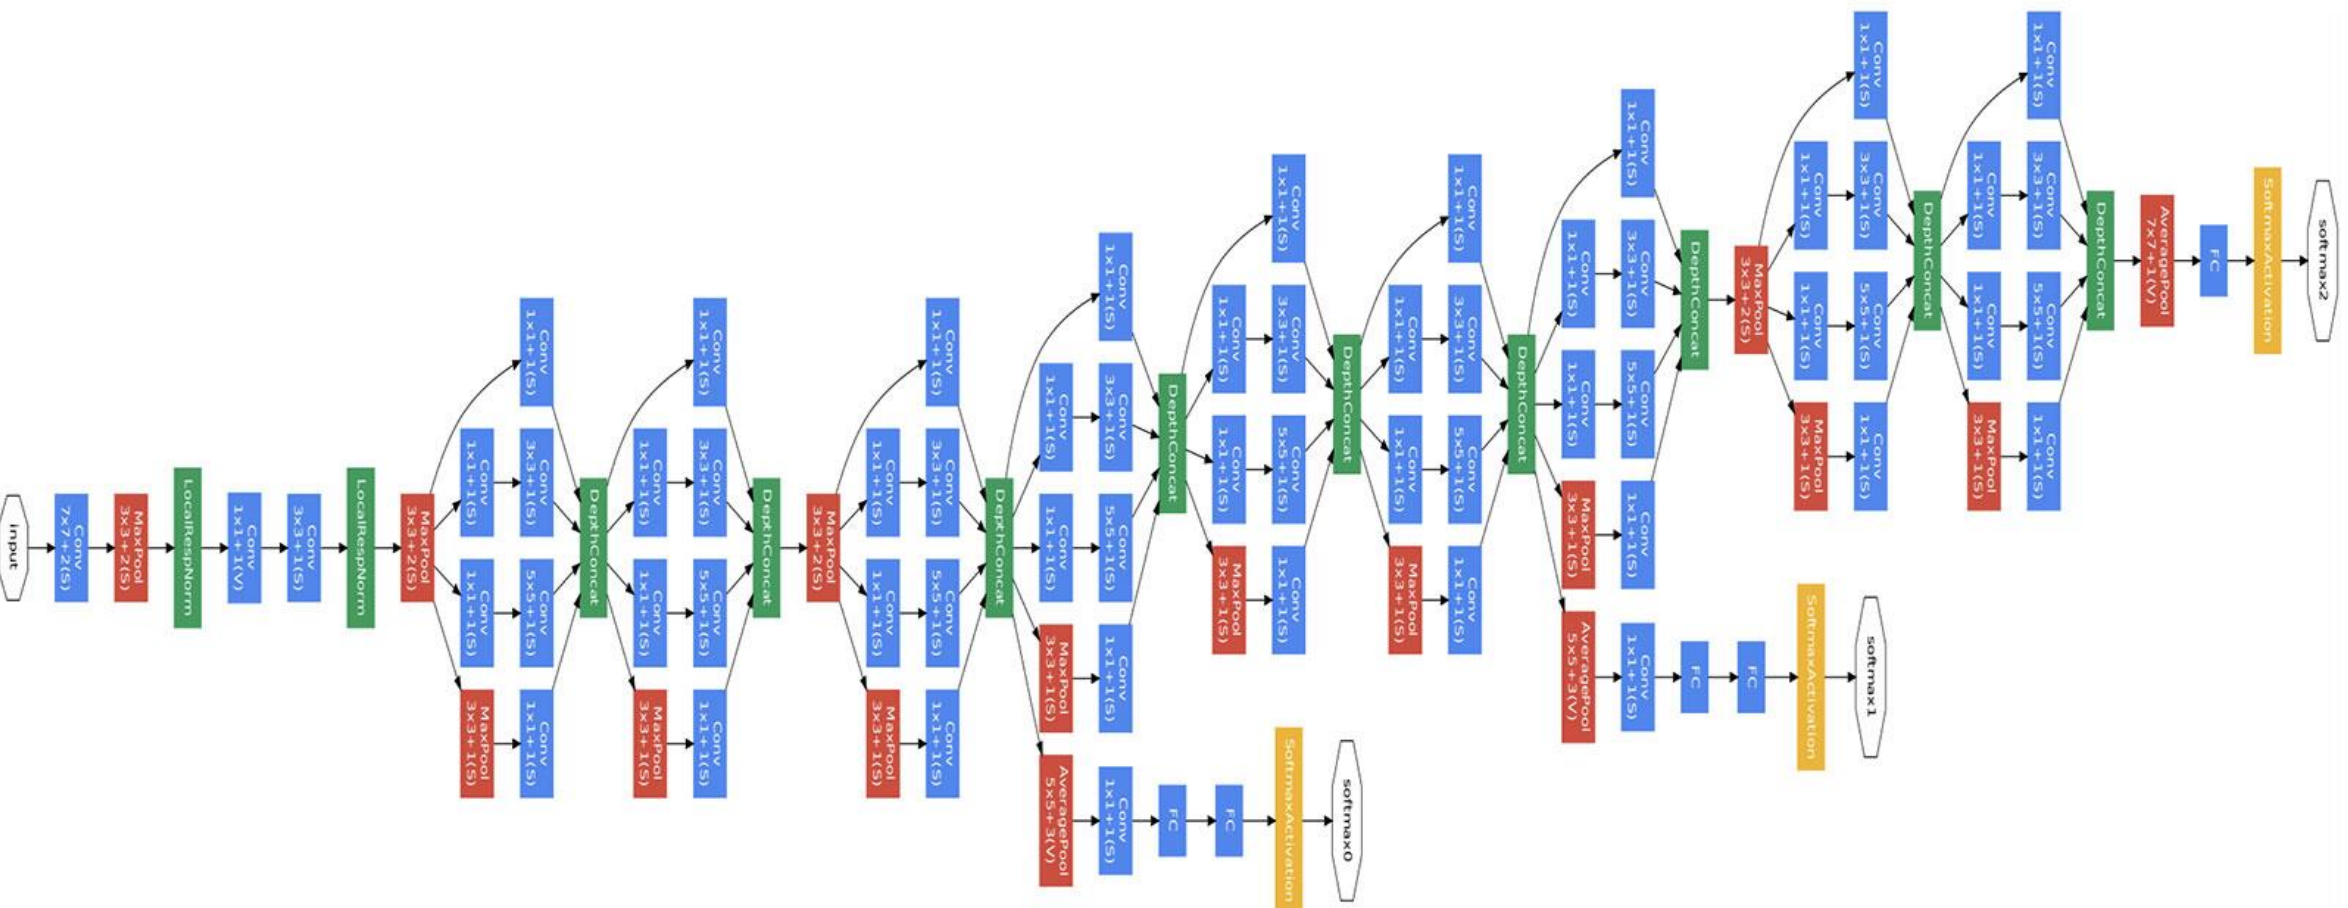 input
Conv
7x7+2(S)
MaxPool
3x3+2(S)
LocalRespNorm
Conv
1x1+1(V)
Conv
3x3+1(S)
LocalRespNorm
MaxPool
3x3+2(S)
Conv
1x1+1(S)
Conv
1x1+1(S)
MaxPool
3x3+1(S)
Conv
1x1+1(S)
Conv
3x3+1(S)
Conv
5x5+1(S)
Conv
1x1+1(S)
DepthConcat
Conv
1x1+1(S)
Conv
1x1+1(S)
MaxPool
3x3+1(S)
Conv
1x1+1(S)
Conv
3x3+1(S)
Conv
5x5+1(S)
Conv
1x1+1(S)
DepthConcat
MaxPool
3x3+2(S)
Conv
1x1+1(S)
Conv
1x1+1(S)
MaxPool
3x3+1(S)
Conv
1x1+1(S)
Conv
3x3+1(S)
Conv
5x5+1(S)
Conv
1x1+1(S)
DepthConcat
Conv
1x1+1(S)
Conv
1x1+1(S)
MaxPool
3x3+1(S)
AveragePool
5x5+3(V)
Conv
1x1+1(S)
Conv
3x3+1(S)
Conv
5x5+1(S)
Conv
1x1+1(S)
Conv
1x1+1(S)
DepthConcat
FC
FC
SoftmaxActivation
softmax0
Conv
1x1+1(S)
Conv
1x1+1(S)
MaxPool
3x3+1(S)
Conv
1x1+1(S)
Conv
3x3+1(S)
Conv
5x5+1(S)
Conv
1x1+1(S)
DepthConcat
Conv
1x1+1(S)
Conv
1x1+1(S)
MaxPool
3x3+1(S)
Conv
1x1+1(S)
Conv
3x3+1(S)
Conv
5x5+1(S)
Conv
1x1+1(S)
DepthConcat
Conv
1x1+1(S)
Conv
1x1+1(S)
MaxPool
3x3+1(S)
AveragePool
5x5+3(V)
Conv
1x1+1(S)
Conv
3x3+1(S)
Conv
5x5+1(S)
Conv
1x1+1(S)
Conv
1x1+1(S)
DepthConcat
FC
FC
SoftmaxActivation
softmax1
MaxPool
3x3+2(S)
Conv
1x1+1(S)
Conv
1x1+1(S)
MaxPool
3x3+1(S)
Conv
1x1+1(S)
Conv
3x3+1(S)
Conv
5x5+1(S)
Conv
1x1+1(S)
DepthConcat
Conv
1x1+1(S)
Conv
1x1+1(S)
MaxPool
3x3+1(S)
Conv
1x1+1(S)
Conv
3x3+1(S)
Conv
5x5+1(S)
Conv
1x1+1(S)
DepthConcat
AveragePool
7x7+1(V)
FC
SoftmaxActivation
softmax2